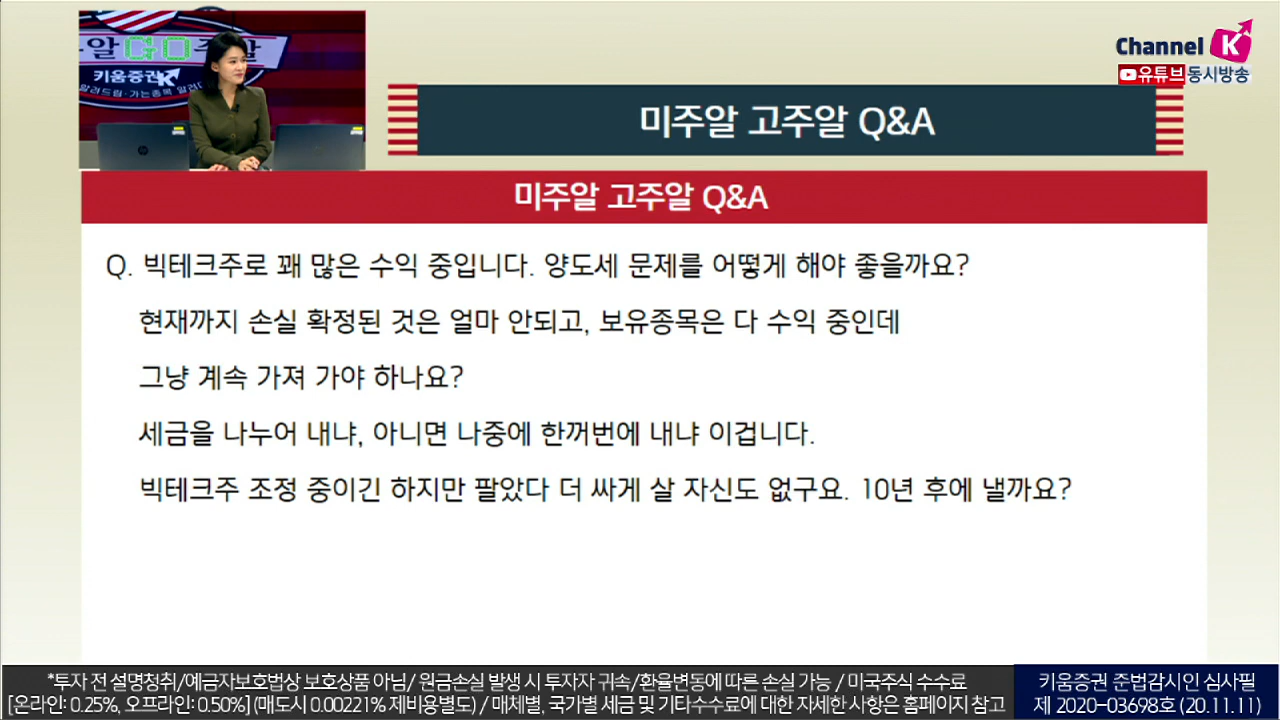 알GO주알
키움증권
Channel K
유튜브 동시방송
미주알 고주알 Q&A
미주알 고주알 Q&A
Q. 빅테크주로 꽤 많은 수익 중입니다. 양도세 문제를 어떻게 해야 좋을까요?
현재까지 손실 확정된 것은 얼마 안되고, 보유종목은 다 수익 중인데
그냥 계속 가져 가야 하나요?
세금을 나누어 내냐, 아니면 나중에 한꺼번에 내냐 이겁니다.
빅테크주 조정 중이긴 하지만 팔았다 더 싸게 살 자신도 없구요. 10년 후에 낼까요?
*투자 전 설명청취/예금자보호법상 보호상품 아님/ 원금손실 발생 시 투자자 귀속/환율변동에 따른 손실 가능 / 미국주식 수수료
[온라인: 0.25%, 오프라인: 0.50%] (매도시 0.00221% 제비용별도) / 매체별, 국가별 세금 및 기타수수료에 대한 자세한 사항은 홈페이지 참고
키움증권 준법감시인 심사필
제 2020-03698호 (20.11.11)